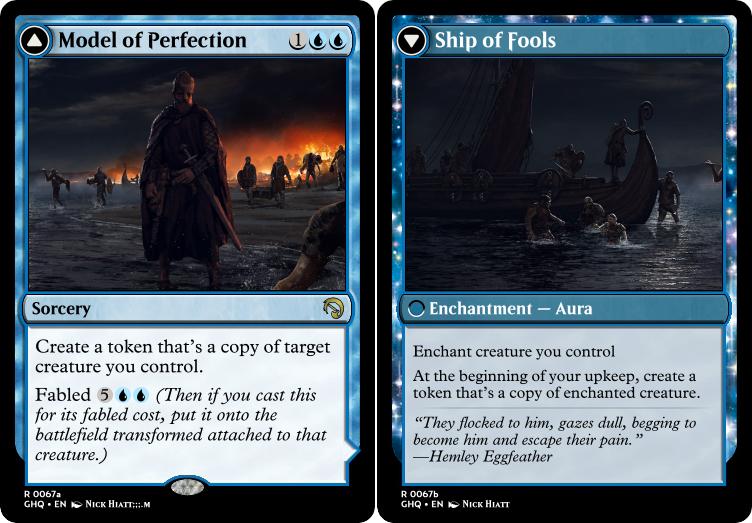 Model of Perfection
1
Sorcery
Create a token that's a copy of target
creature you control.
Fabled 5 (Then if you cast this
for its fabled cost, put it onto the
battlefield transformed attached to that
creature.)
R 0067a
GHQ • EN Nick Hiatt:::.M
Ship of Fools
Enchantment — Aura
Enchant creature you control
At the beginning of your upkeep, create a
token that's a copy of enchanted creature.
“They flocked to him, gazes dull, begging to
become him and escape their pain.”
—Hemley Eggfeather
R 0067b
GHQ • EN Nick Hiatt